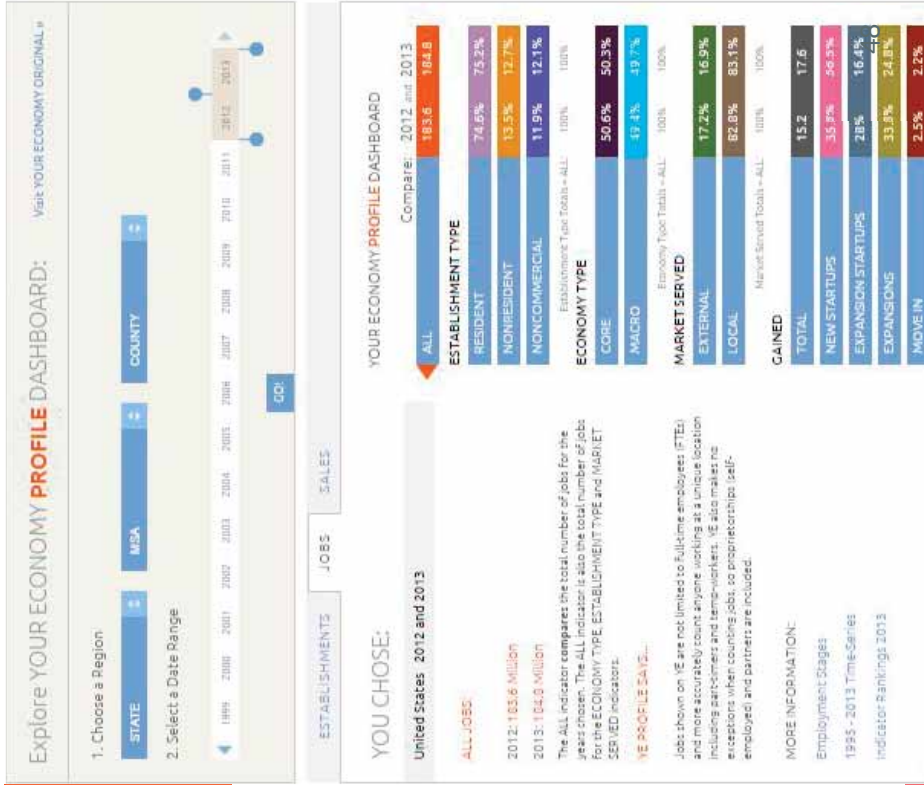 Explore YOUR ECONOMY PROFILE DASHBOARD:
Visit YOUR ECONOMY ORIGINAL »
1. Choose a Region
STATE
MSA
COUNTY
2. Select a Date Range
1999 2000 2001 2002 2003 2004 2005 2006 2007 2008 2009 2010 2011 2012 2013
GO!
ESTABLISHMENTS
JOBS
SALES
YOU CHOSE:
United States 2012 and 2013
ALL JOBS:
2012: 183.6 Million
2013: 184.8 Million
The ALL indicator compares the total number of jobs for the
years chosen. The ALL indicator is also the total number of jobs
for the ECONOMY TYPE, ESTABLISHMENT TYPE and MARKET
SERVED indicators.
YE PROFILE SAYS...
Jobs shown on YE are not limited to full-time employees (FTEs)
and more accurately count anyone working at a unique location
including part-timers and temp-workers. YE also makes no
exceptions when counting jobs, so proprietorships (self-
employed) and partners are included.
MORE INFORMATION:
Employment Stages
1995 - 2013 Time-Series
Indicator Rankings 2013
YOUR ECONOMY PROFILE DASHBOARD
Compare: 2012 and 2013
ALL 183.6 184.8
ESTABLISHMENT TYPE
RESIDENT 74.6% 75.2%
NONRESIDENT 13.5% 12.7%
NONCOMMERCIAL 11.9% 12.1%
Establishment Type Totals = ALL: 100% 100%
ECONOMY TYPE
CORE 50.6% 50.3%
MACRO 49.4% 49.7%
Economy Type Totals = ALL: 100% 100%
MARKET SERVED
EXTERNAL 17.2% 16.9%
LOCAL 82.8% 83.1%
Market Served Totals = ALL: 100% 100%
GAINED
TOTAL 15.2 17.6
NEW STARTUPS 35.8% 56.5%
EXPANSION STARTUPS 28% 16.4%
EXPANSIONS 33.8% 24.8%
MOVE IN 2.5% 2.2%